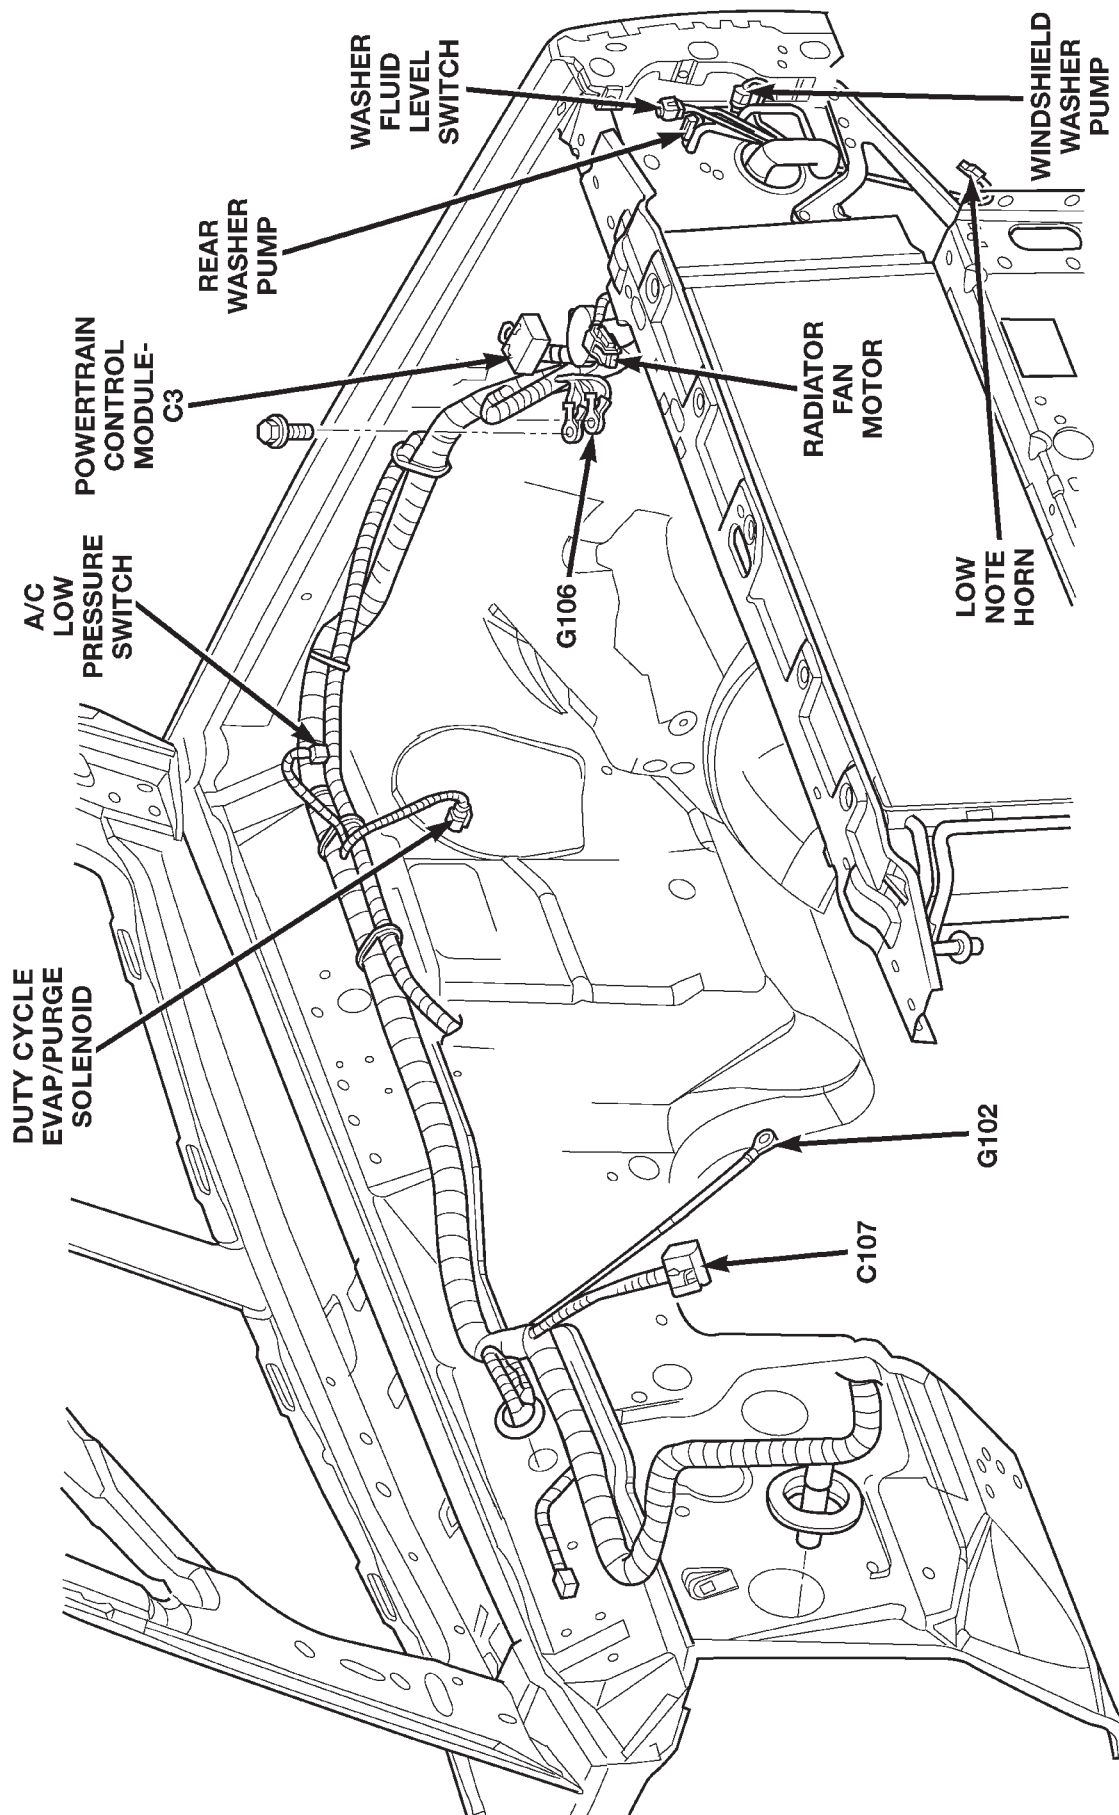 DUTY CYCLE
EVAP/PURGE
SOLENOID
A/C
LOW
PRESSURE
SWITCH
POWERTRAIN
CONTROL
MODULE-
C3
REAR
WASHER
PUMP
WASHER
FLUID
LEVEL
SWITCH
C107
G102
G106
RADIATOR
FAN
MOTOR
LOW
NOTE
HORN
WINDSHIELD
WASHER
PUMP